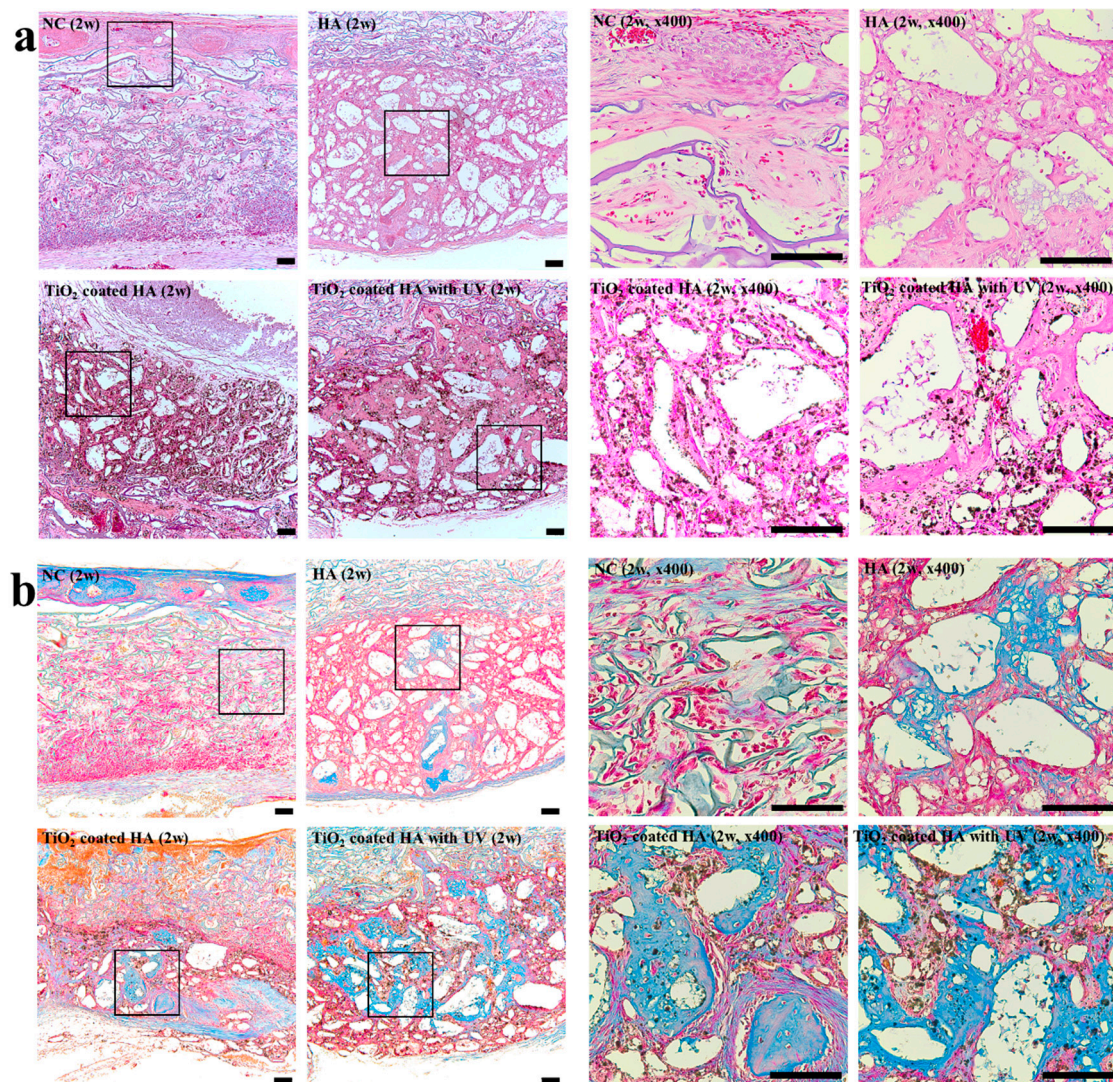 a
NC (2w)
HA (2w)
NC (2w, x400)
HA (2w, x400)
TiO₂ coated HA (2w)
TiO₂ coated HA with UV (2w)
TiO₂ coated HA (2w, x400)
TiO₂ coated HA with UV (2w, x400)
b
NC (2w)
HA (2w)
NC (2w, x400)
HA (2w, x400)
TiO₂ coated HA (2w)
TiO₂ coated HA with UV (2w)
TiO₂ coated HA (2w, x400)
TiO₂ coated HA with UV (2w, x400)